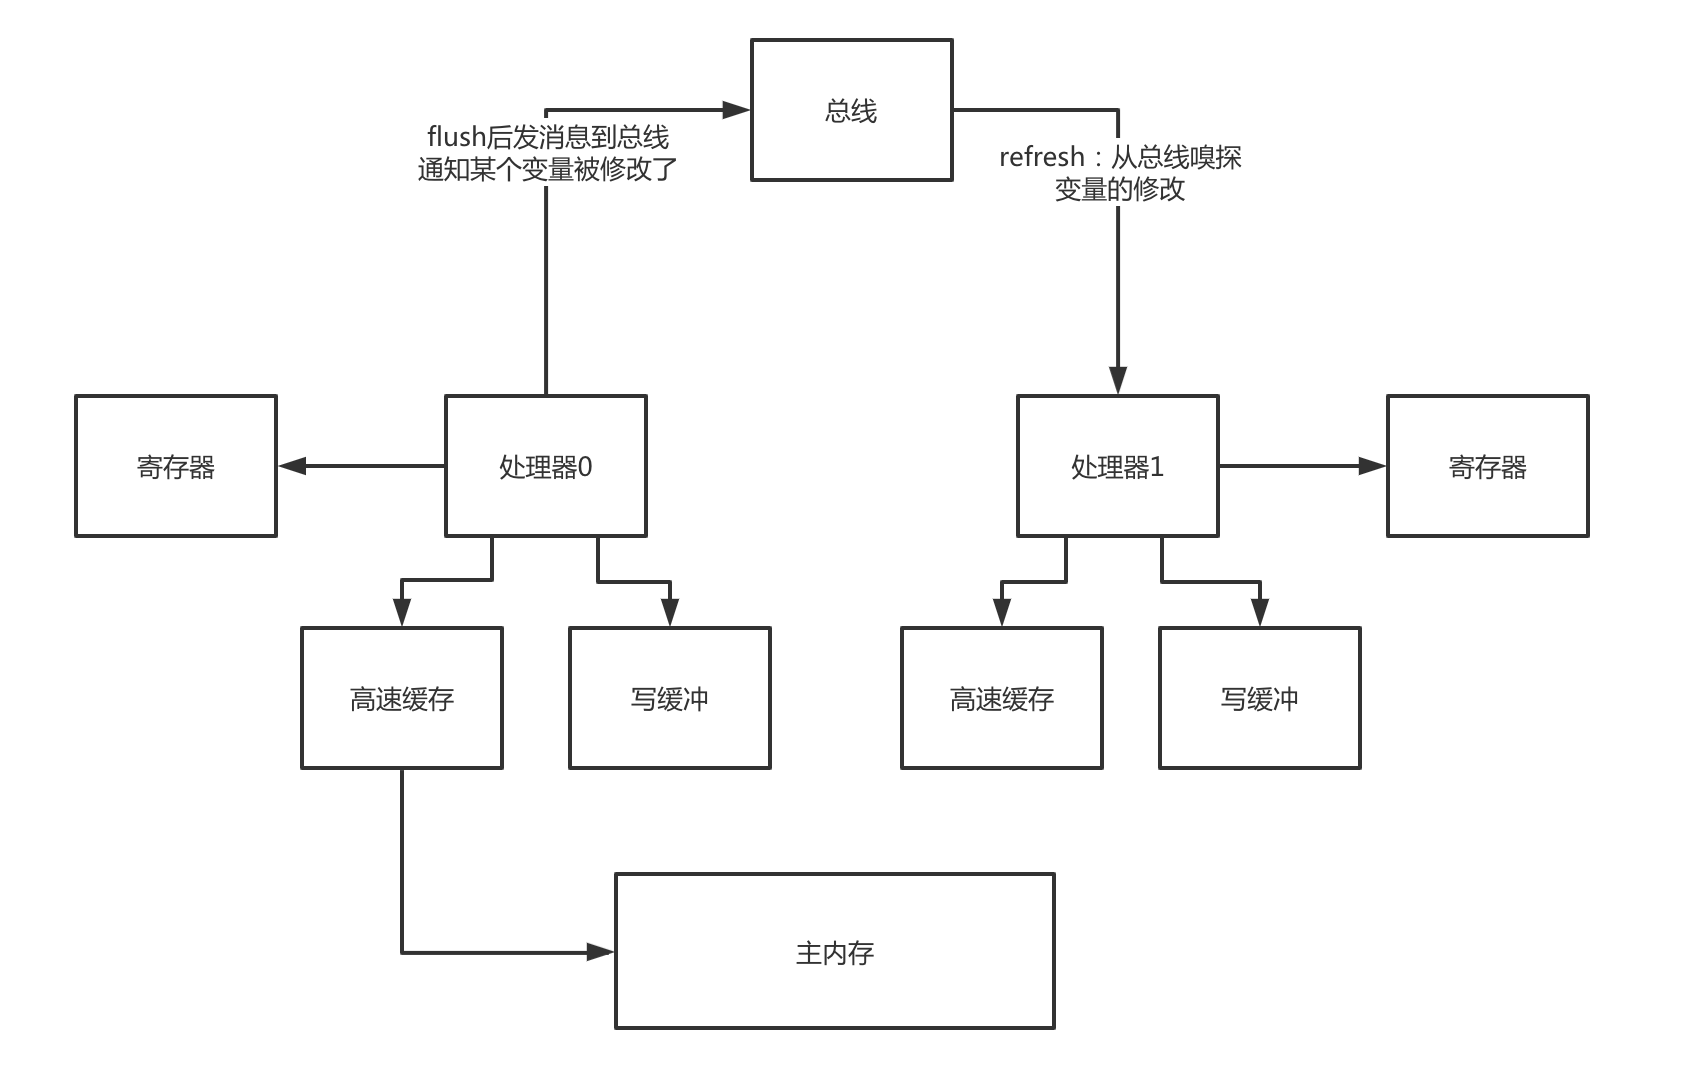 总线
flush后发消息到总线
通知某个变量被修改了
refresh：从总线嗅探
变量的修改
寄存器
处理器0
处理器1
寄存器
高速缓存
写缓冲
高速缓存
写缓冲
主内存